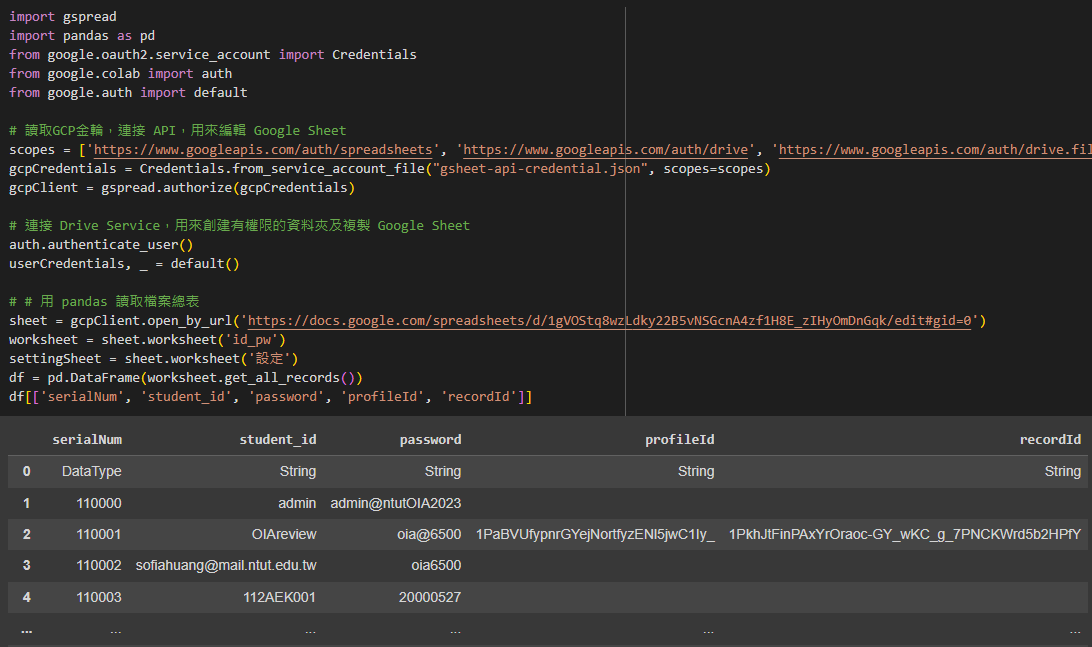 import gspread
import pandas as pd
from google.oauth2.service_account import Credentials
from google.colab import auth
from google.auth import default
# 讀取GCP金輪，連接 API，用來編輯 Google Sheet
scopes = ['https://www.googleapis.com/auth/spreadsheets', 'https://www.googleapis.com/auth/drive', 'https://www.googleapis.com/auth/drive.fil
gcpCredentials = Credentials.from_service_account_file("gsheet-api-credential.json", scopes=scopes)
gcpClient = gspread.authorize(gcpCredentials)
# 連接 Drive Service，用來創建有權限的資料夾及複製 Google Sheet
auth.authenticate_user()
userCredentials, _ = default()
# # 用 pandas 讀取檔案總表
sheet = gcpClient.open_by_url('https://docs.google.com/spreadsheets/d/1gVOStq8wzLdky22B5vNSGcnA4zf1H8E_zIHyOmDnGqk/edit#gid=0')
worksheet = sheet.worksheet('id_pw')
settingSheet = sheet.worksheet('設定')
df = pd.DataFrame(worksheet.get_all_records())
df[['serialNum', 'student_id', 'password', 'profileId', 'recordId']]
serialNum student_id password profileId recordId
0 DataType String String String String
1 110000 admin admin@ntutOIA2023
2 110001 OIAreview oia@6500 1PaBVUfypnrGYejNortfyzENI5jwC1Iy_ 1PkhJtFinPAxYrOraoc-GY_wKC_g_7PNCKWrd5b2HPfY
3 110002 sofiahuang@mail.ntut.edu.tw oia6500
4 110003 112AEK001 20000527
... ... ... ... ... ...